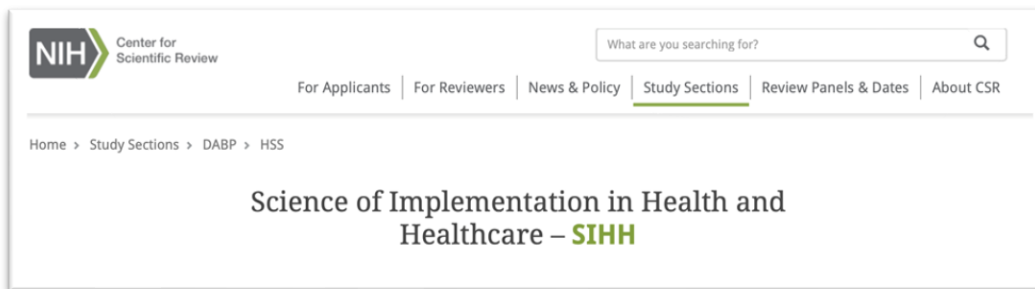 NIH
Center for
Scientific Review
What are you searching for?
For Applicants
For Reviewers
News & Policy
Study Sections
Review Panels & Dates
About CSR
Home > Study Sections > DABP > HSS
Science of Implementation in Health and
Healthcare – SIHH